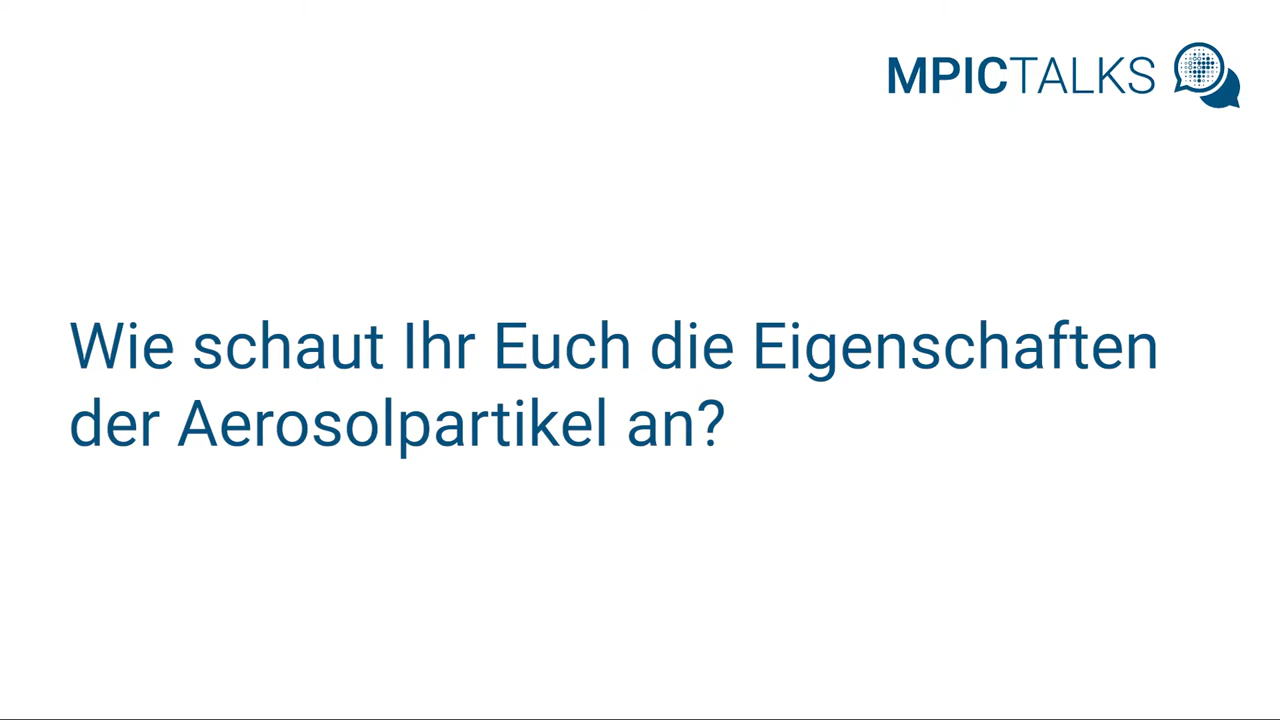 MPICTALKS
Wie schaut Ihr Euch die Eigenschaften
der Aerosolpartikel an?